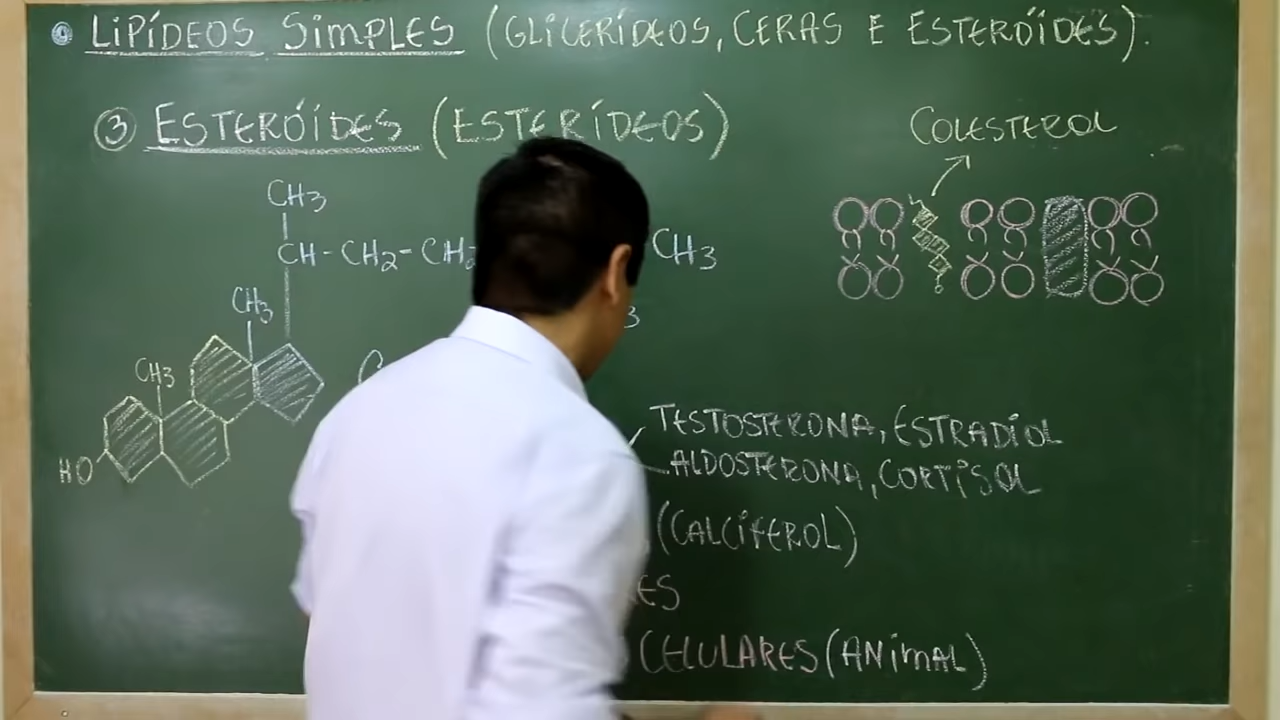 LIPÍDEOS SIMPLES (GLICERÍDEOS, CERAS E ESTERÓIDES).
③ ESTERÓIDES (ESTERÍDEOS)
COLESTEROL
CH3
CH-CH2-CH2 CH3
CH3
3
CH3
HO
TESTOSTERONA, ESTRADIOL
ALDOSTERONA, CORTISOL
(CALCIFEROL)
ES
CELULARES (ANIMAL)